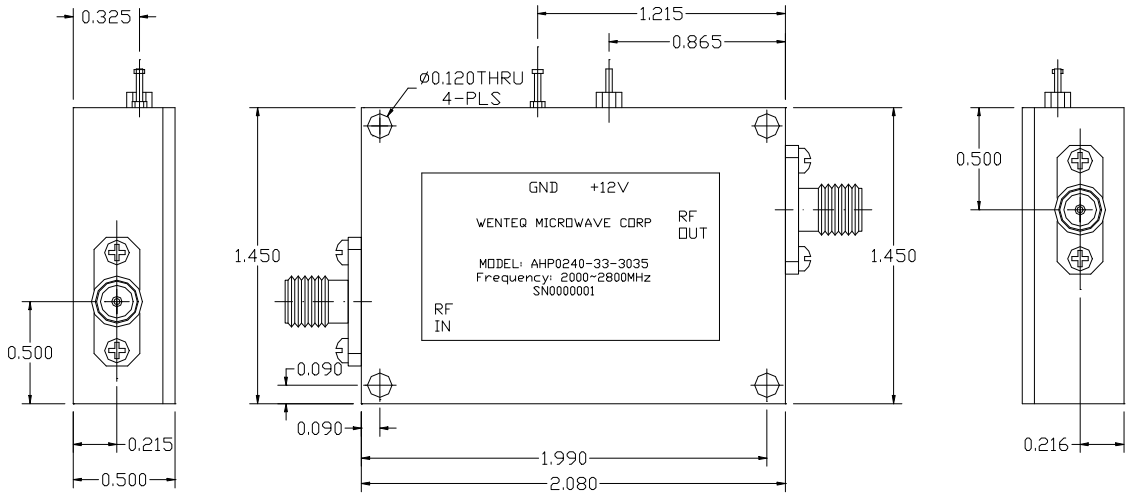 0.325
1.215
0.865
Ø0.120THRU
4-PLS
0.500
GND +12V
WENTEQ MICROWAVE CORP
RF
OUT
1.450
1.450
MODEL: AHP0240-33-3035
Frequency: 2000~2800MHz
SN0000001
RF
IN
0.500
0.090
0.090
0.215
0.216
1.990
0.500
2.080